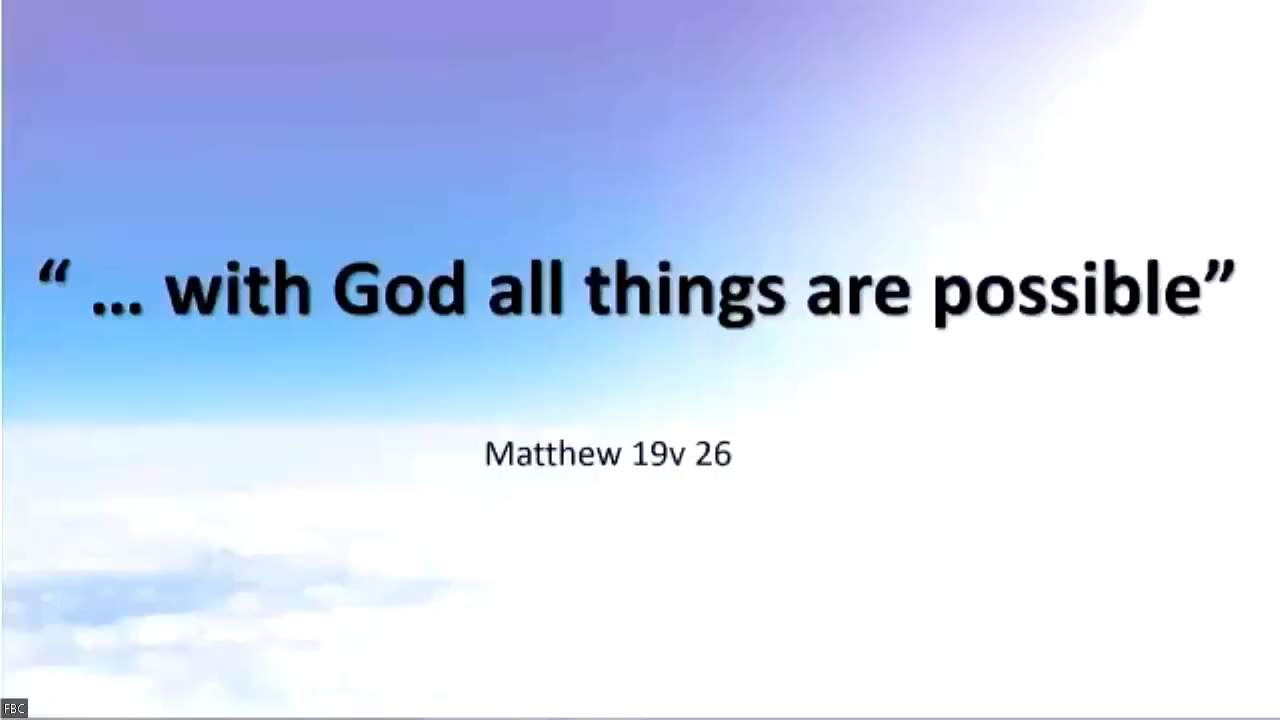 “ ... with God all things are possible”
Matthew 19v 26
FBC